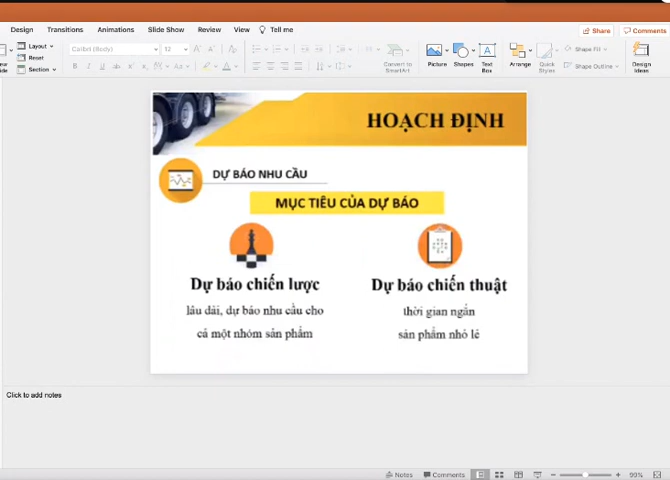 Design Transitions Animations Slide Show Review View Tell me
Share Comments
Layout
Reset
Section
Calibri (Body) 12
Convert to SmartArt
Picture Shapes Text Box Arrange Quick Styles
Shape Fill
Shape Outline
Design Ideas
HOẠCH ĐỊNH
DỰ BÁO NHU CẦU
MỤC TIÊU CỦA DỰ BÁO
Dự báo chiến lược
lâu dài, dự báo nhu cầu cho
cả một nhóm sản phẩm
Dự báo chiến thuật
thời gian ngắn
sản phẩm nhỏ lẻ
Click to add notes
Notes Comments 99%